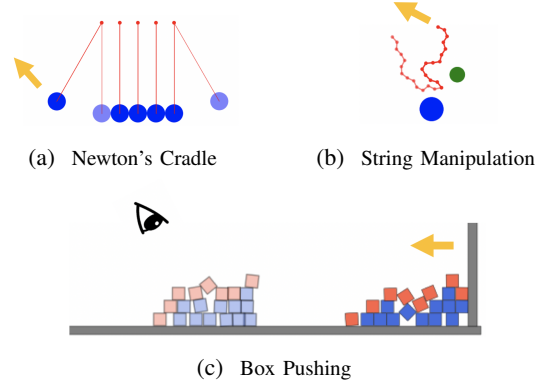 (a) Newton's Cradle
(b) String Manipulation
(c) Box Pushing